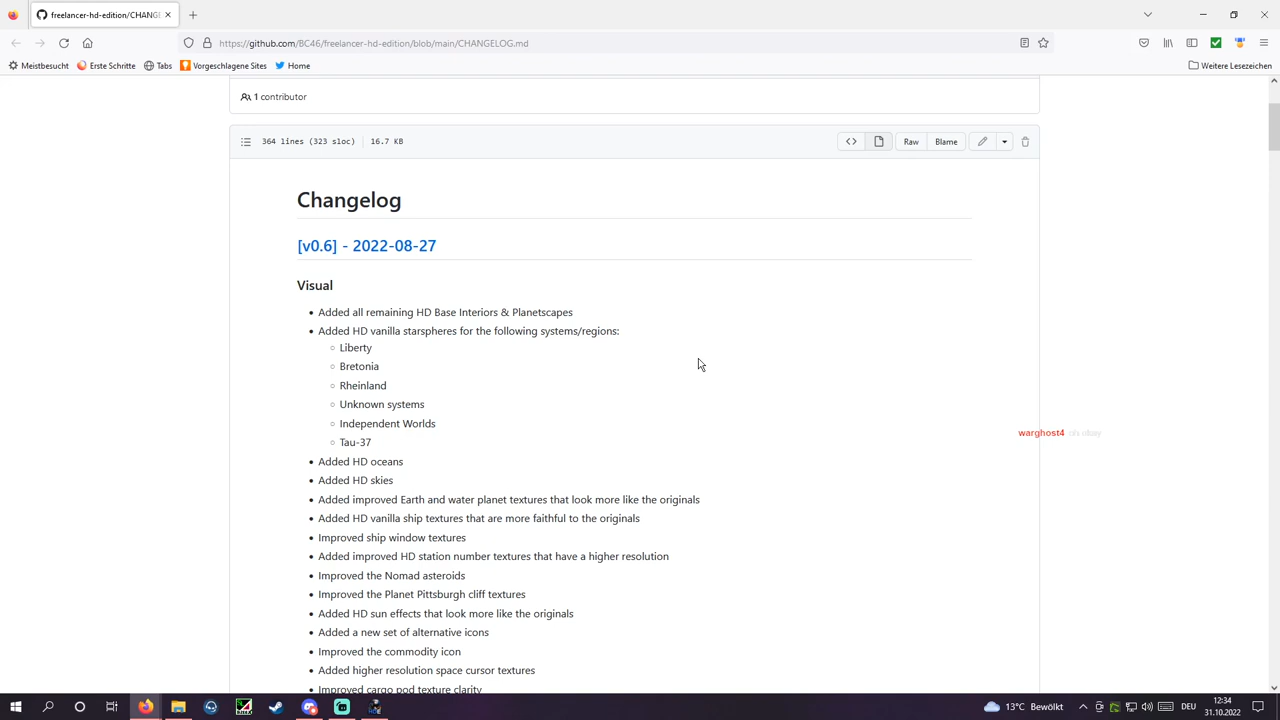 freelancer-hd-edition/CHANGEL
https://github.com/BC46/freelancer-hd-edition/blob/main/CHANGELOG.md
Meistbesucht Erste Schritte Tabs Vorgeschlagene Sites Home Weitere Lesezeichen
1 contributor
364 lines (323 sloc) 16.7 KB Raw Blame
Changelog
[v0.6] - 2022-08-27
Visual
• Added all remaining HD Base Interiors & Planetscapes
• Added HD vanilla starspheres for the following systems/regions:
◦ Liberty
◦ Bretonia
◦ Rheinland
◦ Unknown systems
◦ Independent Worlds
warghost4
◦ Tau-37
• Added HD oceans
• Added HD skies
• Added improved Earth and water planet textures that look more like the originals
• Added HD vanilla ship textures that are more faithful to the originals
• Improved ship window textures
• Added improved HD station number textures that have a higher resolution
• Improved the Nomad asteroids
• Improved the Planet Pittsburgh cliff textures
• Added HD sun effects that look more like the originals
• Added a new set of alternative icons
• Improved the commodity icon
• Added higher resolution space cursor textures
• Improved cargo pod texture clarity
13°C Bewölkt DEU 12:34
31.10.2022